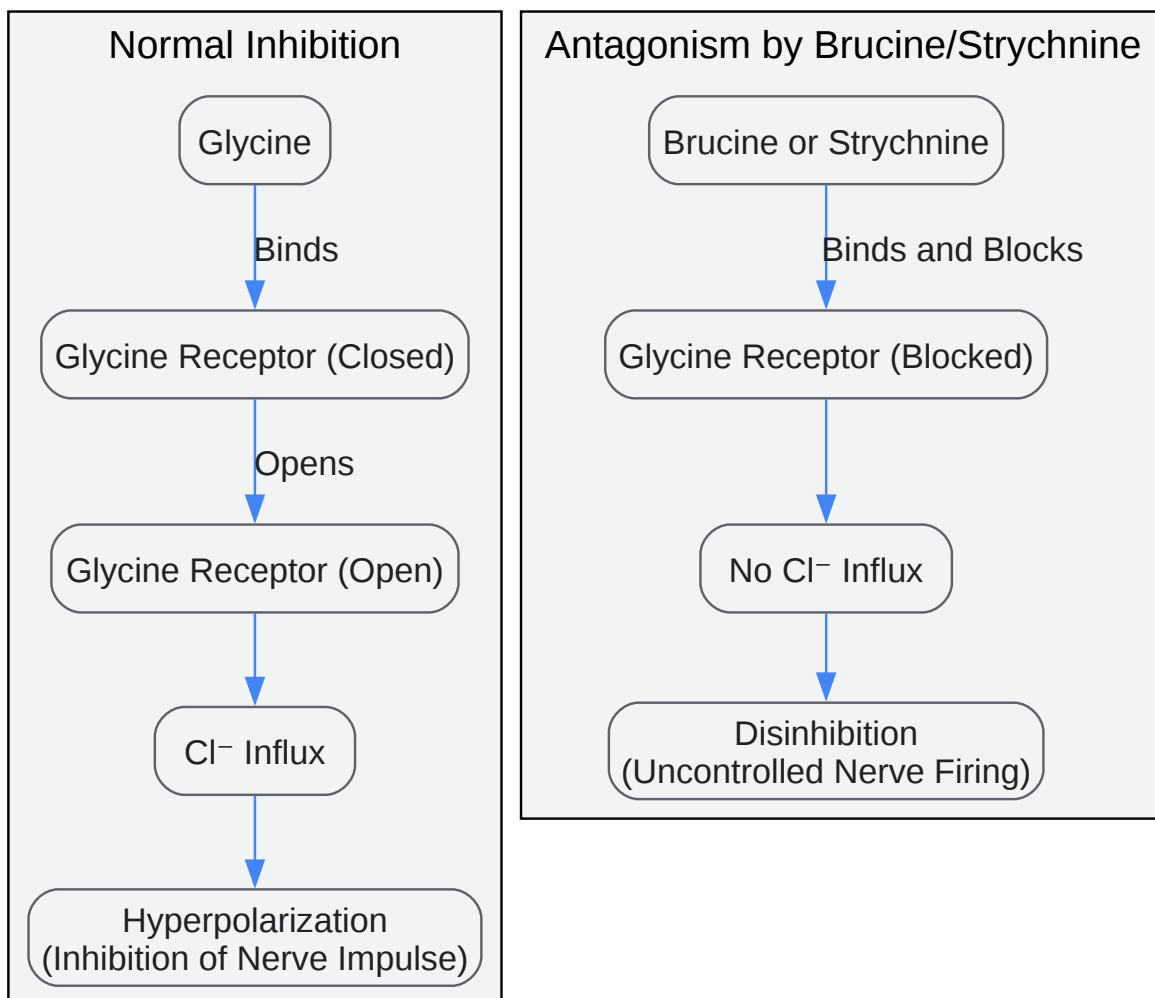 Normal Inhibition
Glycine
Binds
Glycine Receptor (Closed)
Opens
Glycine Receptor (Open)
Cl⁻ Influx
Hyperpolarization
(Inhibition of Nerve Impulse)
Antagonism by Brucine/Strychnine
Brucine or Strychnine
Binds and Blocks
Glycine Receptor (Blocked)
No Cl⁻ Influx
Disinhibition
(Uncontrolled Nerve Firing)